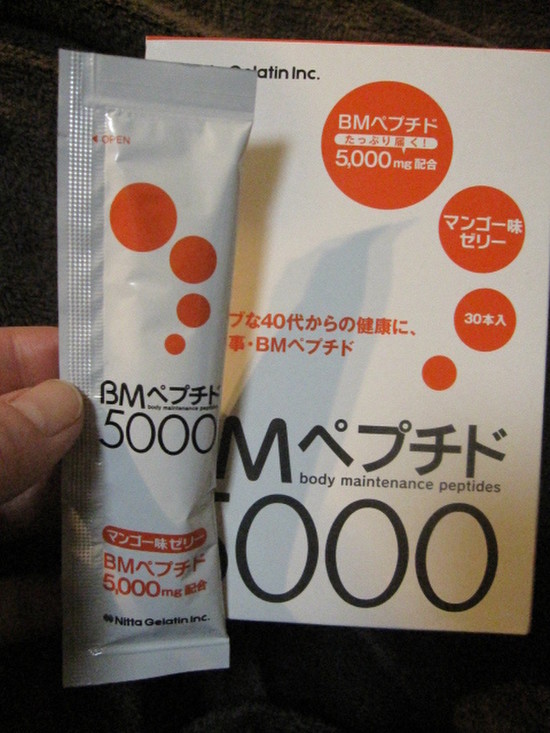 Gelatin Inc.
BMペプチド
たっぷり届く!
5,000mg配合
マンゴー味
ゼリー
30本入
ブな40代からの健康に、
事・BMペプチド
Mペプチド
body maintenance peptides
5000
OPEN
BMペプチド
body maintenance peptides
5000
マンゴー味ゼリー
BMペプチド
5,000mg配合
Nitta Gelatin Inc.